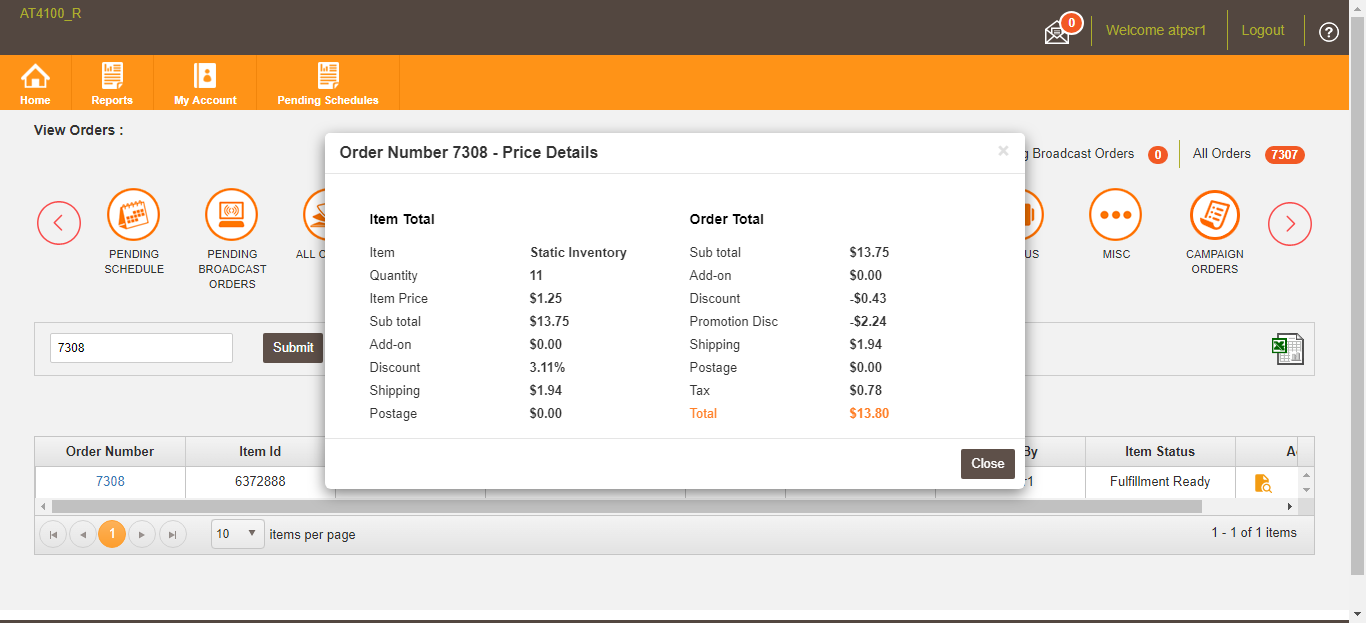 AT4100_R
0
Welcome atpsr1
Logout
?
Home
Reports
My Account
Pending Schedules
View Orders :
Broadcast Orders 0
All Orders 7307
PENDING
SCHEDULE
PENDING
BROADCAST
ORDERS
ALL
US
MISC
CAMPAIGN
ORDERS
7308
Submit
Order Number 7308 - Price Details
×
Item Total
Item Static Inventory
Quantity 11
Item Price $1.25
Sub total $13.75
Add-on $0.00
Discount 3.11%
Shipping $1.94
Postage $0.00
Order Total
Sub total $13.75
Add-on $0.00
Discount -$0.43
Promotion Disc -$2.24
Shipping $1.94
Postage $0.00
Tax $0.78
Total $13.80
Close
Order Number Item Id By Item Status
7308 6372888 r1 Fulfillment Ready
1
10 items per page
1 - 1 of 1 items